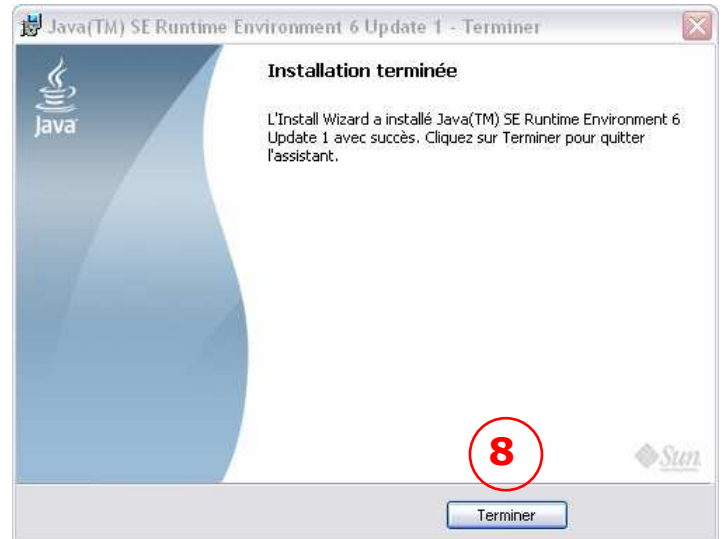 Java(TM) SE Runtime Environment 6 Update 1 - Terminer
Java
Installation terminée
L'Install Wizard a installé Java(TM) SE Runtime Environment 6
Update 1 avec succès. Cliquez sur Terminer pour quitter
l'assistant.
8
Sun
Terminer